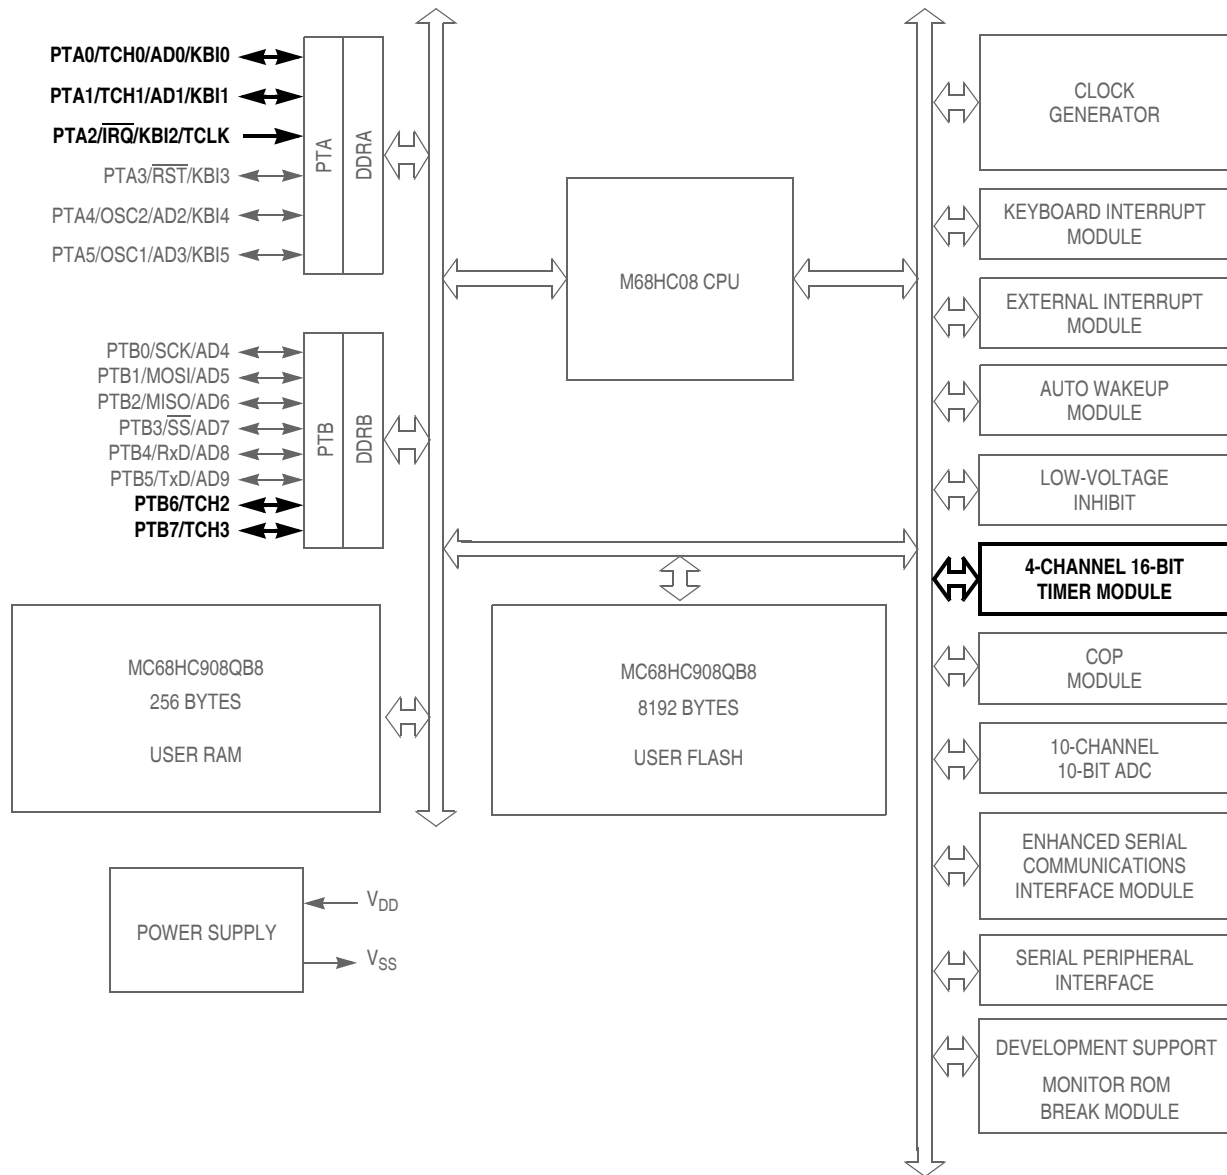 PTA0/TCH0/AD0/KBI0
PTA1/TCH1/AD1/KBI1
PTA2/IRQ/KBI2/TCLK
PTA3/RST/KBI3
PTA4/OSC2/AD2/KBI4
PTA5/OSC1/AD3/KBI5
PTA
DDRA
PTB0/SCK/AD4
PTB1/MOSI/AD5
PTB2/MISO/AD6
PTB3/SS/AD7
PTB4/RxD/AD8
PTB5/TxD/AD9
PTB6/TCH2
PTB7/TCH3
PTB
DDRB
M68HC08 CPU
MC68HC908QB8
256 BYTES
USER RAM
MC68HC908QB8
8192 BYTES
USER FLASH
POWER SUPPLY
VDD
VSS
CLOCK
GENERATOR
KEYBOARD INTERRUPT
MODULE
EXTERNAL INTERRUPT
MODULE
AUTO WAKEUP
MODULE
LOW-VOLTAGE
INHIBIT
4-CHANNEL 16-BIT
TIMER MODULE
COP
MODULE
10-CHANNEL
10-BIT ADC
ENHANCED SERIAL
COMMUNICATIONS
INTERFACE MODULE
SERIAL PERIPHERAL
INTERFACE
DEVELOPMENT SUPPORT
MONITOR ROM
BREAK MODULE